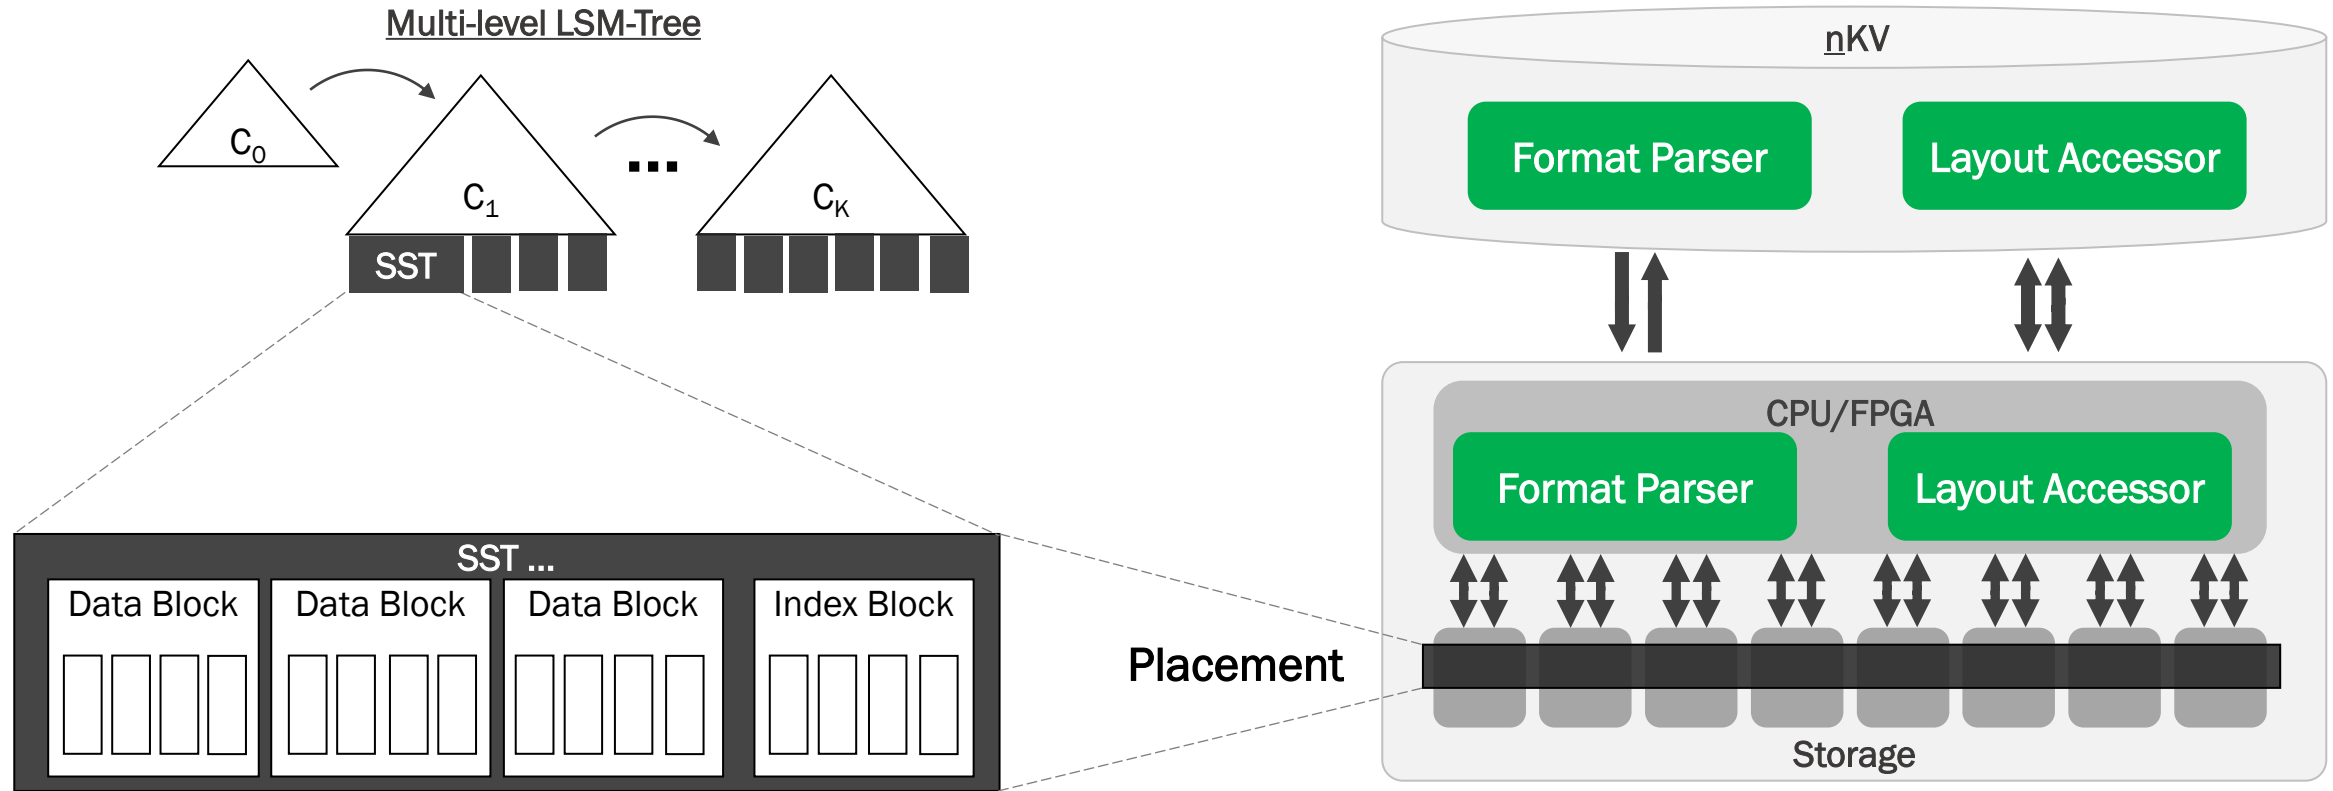 Multi-level LSM-Tree
C0
C1
...
CK
SST
SST ...
Data Block
Data Block
Data Block
Index Block
Placement
nKV
Format Parser
Layout Accessor
CPU/FPGA
Format Parser
Layout Accessor
Storage